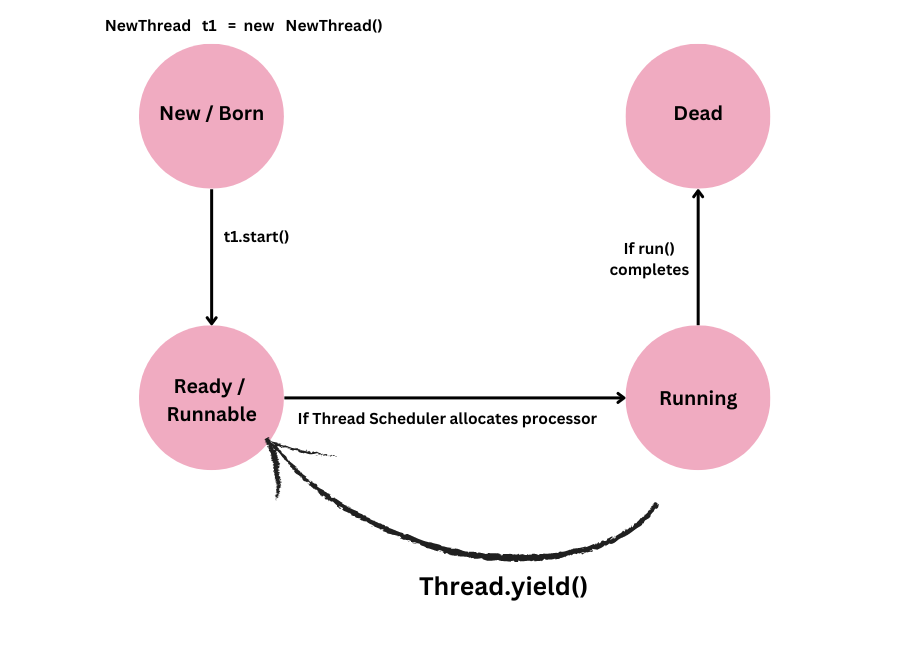 NewThread t1 = new NewThread()
New / Born
Dead
t1.start()
If run()
completes
Ready /
Runnable
If Thread Scheduler allocates processor
Running
Thread.yield()